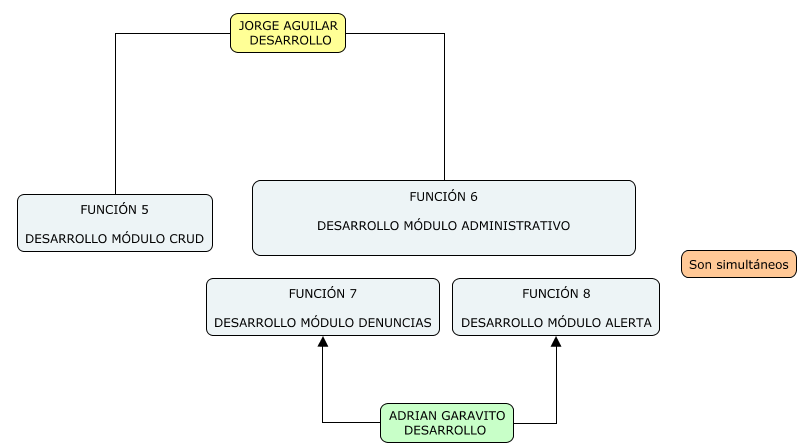 JORGE AGUILAR
DESARROLLO
FUNCIÓN 5
DESARROLLO MÓDULO CRUD
FUNCIÓN 6
DESARROLLO MÓDULO ADMINISTRATIVO
Son simultáneos
FUNCIÓN 7
DESARROLLO MÓDULO DENUNCIAS
FUNCIÓN 8
DESARROLLO MÓDULO ALERTA
ADRIAN GARAVITO
DESARROLLO